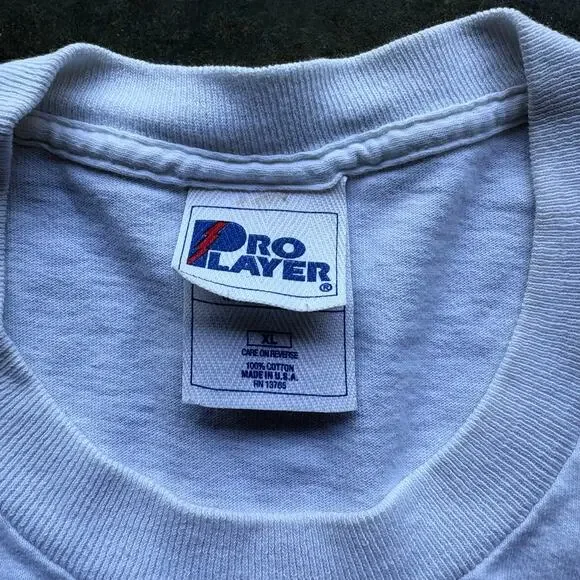 PRO
PLAYER
®
XL
CARE ON REVERSE
100% COTTON
MADE IN U.S.A.
RN 13765